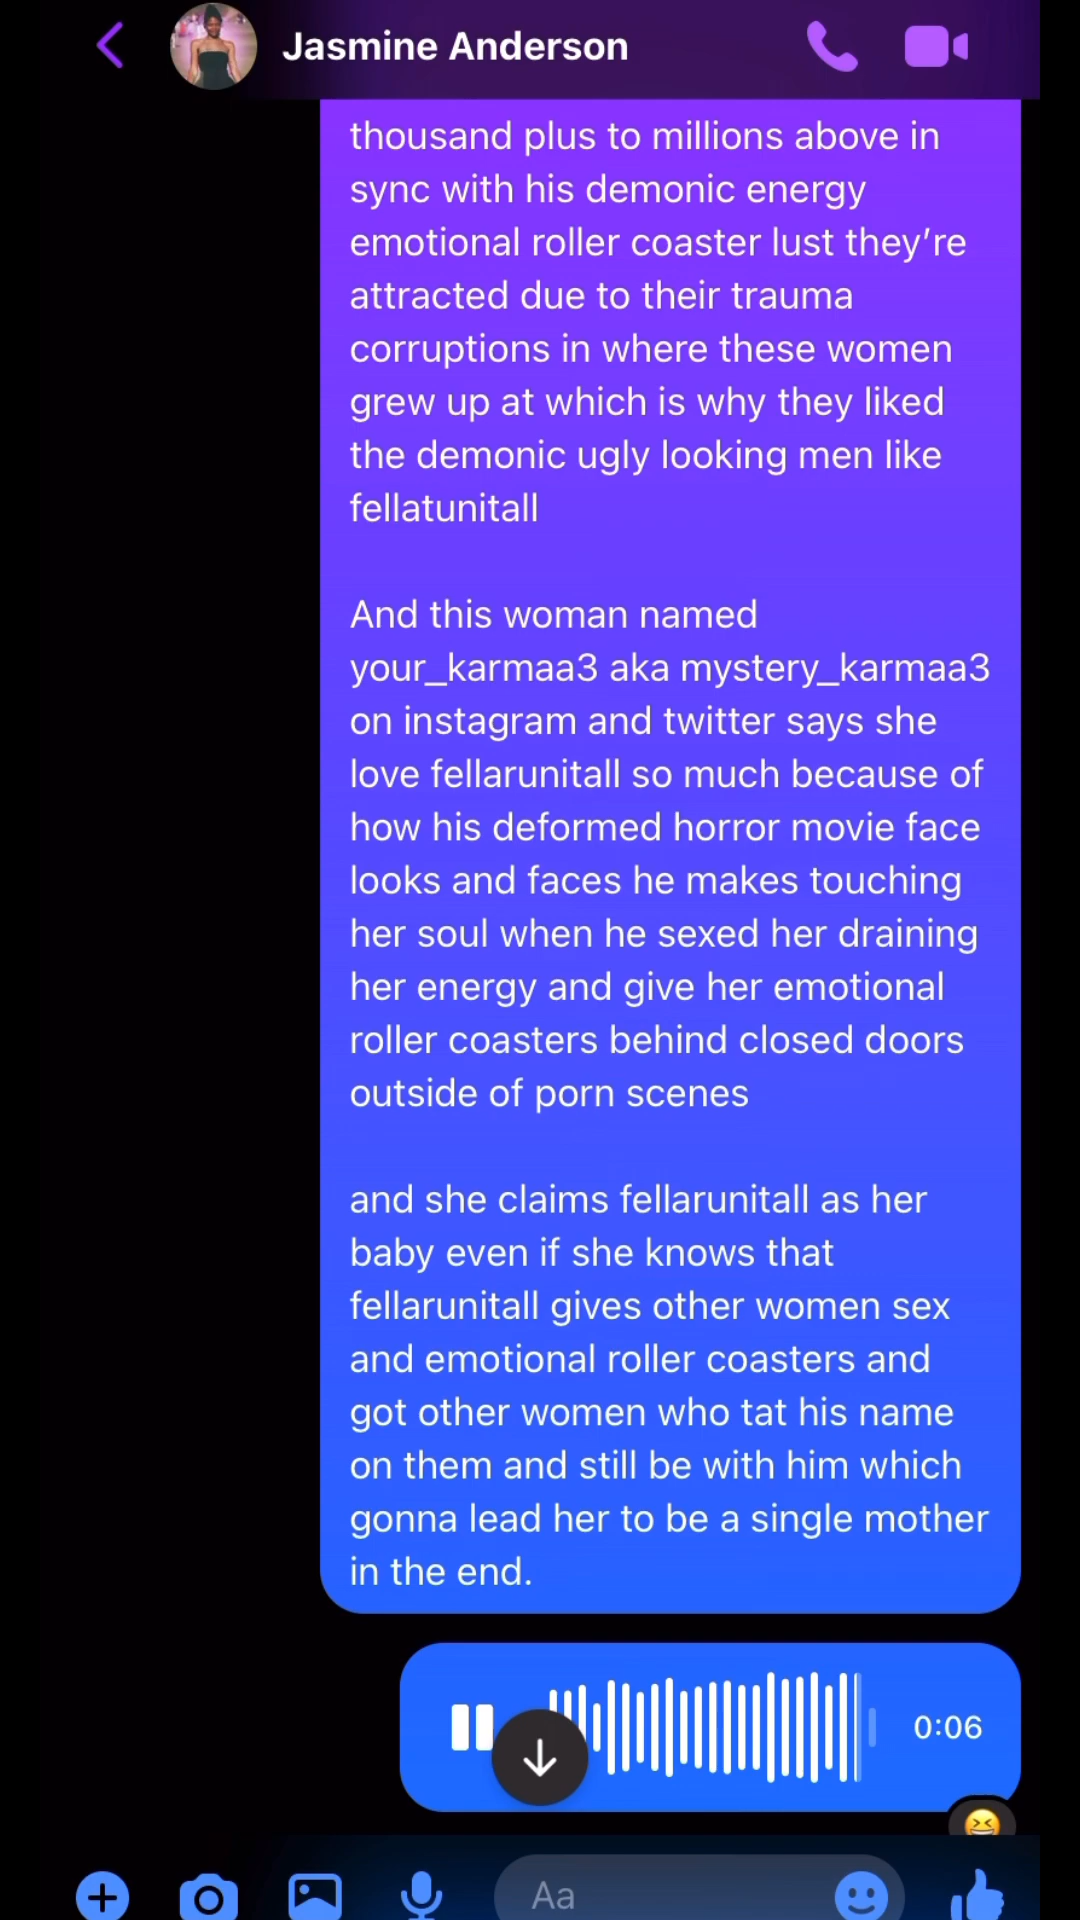 Jasmine Anderson
thousand plus to millions above in
sync with his demonic energy
emotional roller coaster lust they’re
attracted due to their trauma
corruptions in where these women
grew up at which is why they liked
the demonic ugly looking men like
fellatunitall
And this woman named
your_karmaa3 aka mystery_karmaa3
on instagram and twitter says she
love fellarunitall so much because of
how his deformed horror movie face
looks and faces he makes touching
her soul when he sexed her draining
her energy and give her emotional
roller coasters behind closed doors
outside of porn scenes
and she claims fellarunitall as her
baby even if she knows that
fellarunitall gives other women sex
and emotional roller coasters and
got other women who tat his name
on them and still be with him which
gonna lead her to be a single mother
in the end.
0:06
Aa